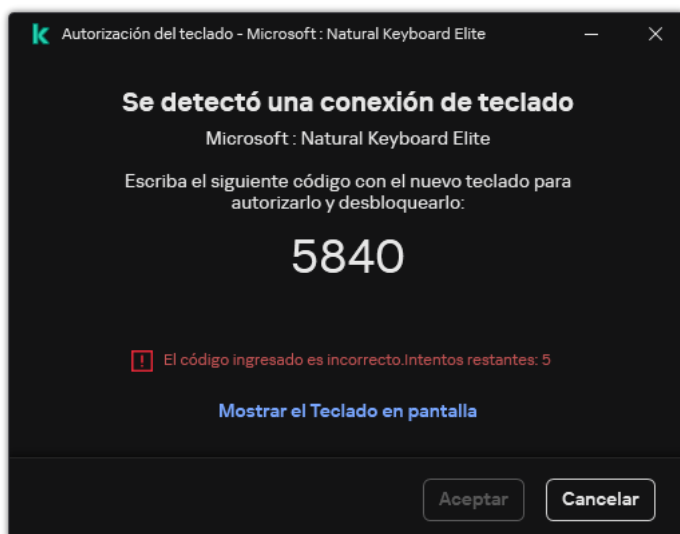 Autorización del teclado - Microsoft : Natural Keyboard Elite
Se detectó una conexión de teclado
Microsoft : Natural Keyboard Elite
Escriba el siguiente código con el nuevo teclado para
autorizarlo y desbloquearlo:
5840
El código ingresado es incorrecto.Intentos restantes: 5
Mostrar el Teclado en pantalla
Aceptar
Cancelar